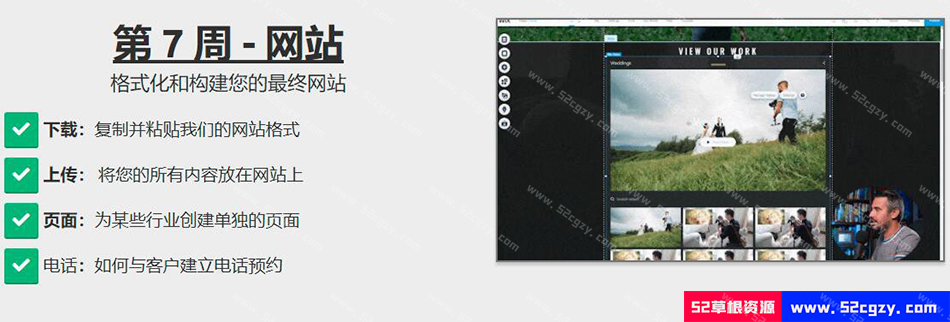 第 7 周 - 网站
格式化和构建您的最终网站
下载：复制并粘贴我们的网站格式
上传： 将您的所有内容放在网站上
页面：为某些行业创建单独的页面
电话：如何与客户建立电话预约
VIEW OUR WORK
Weddings
www.52cgzy.com
52草根资源
www.52cgzy.com